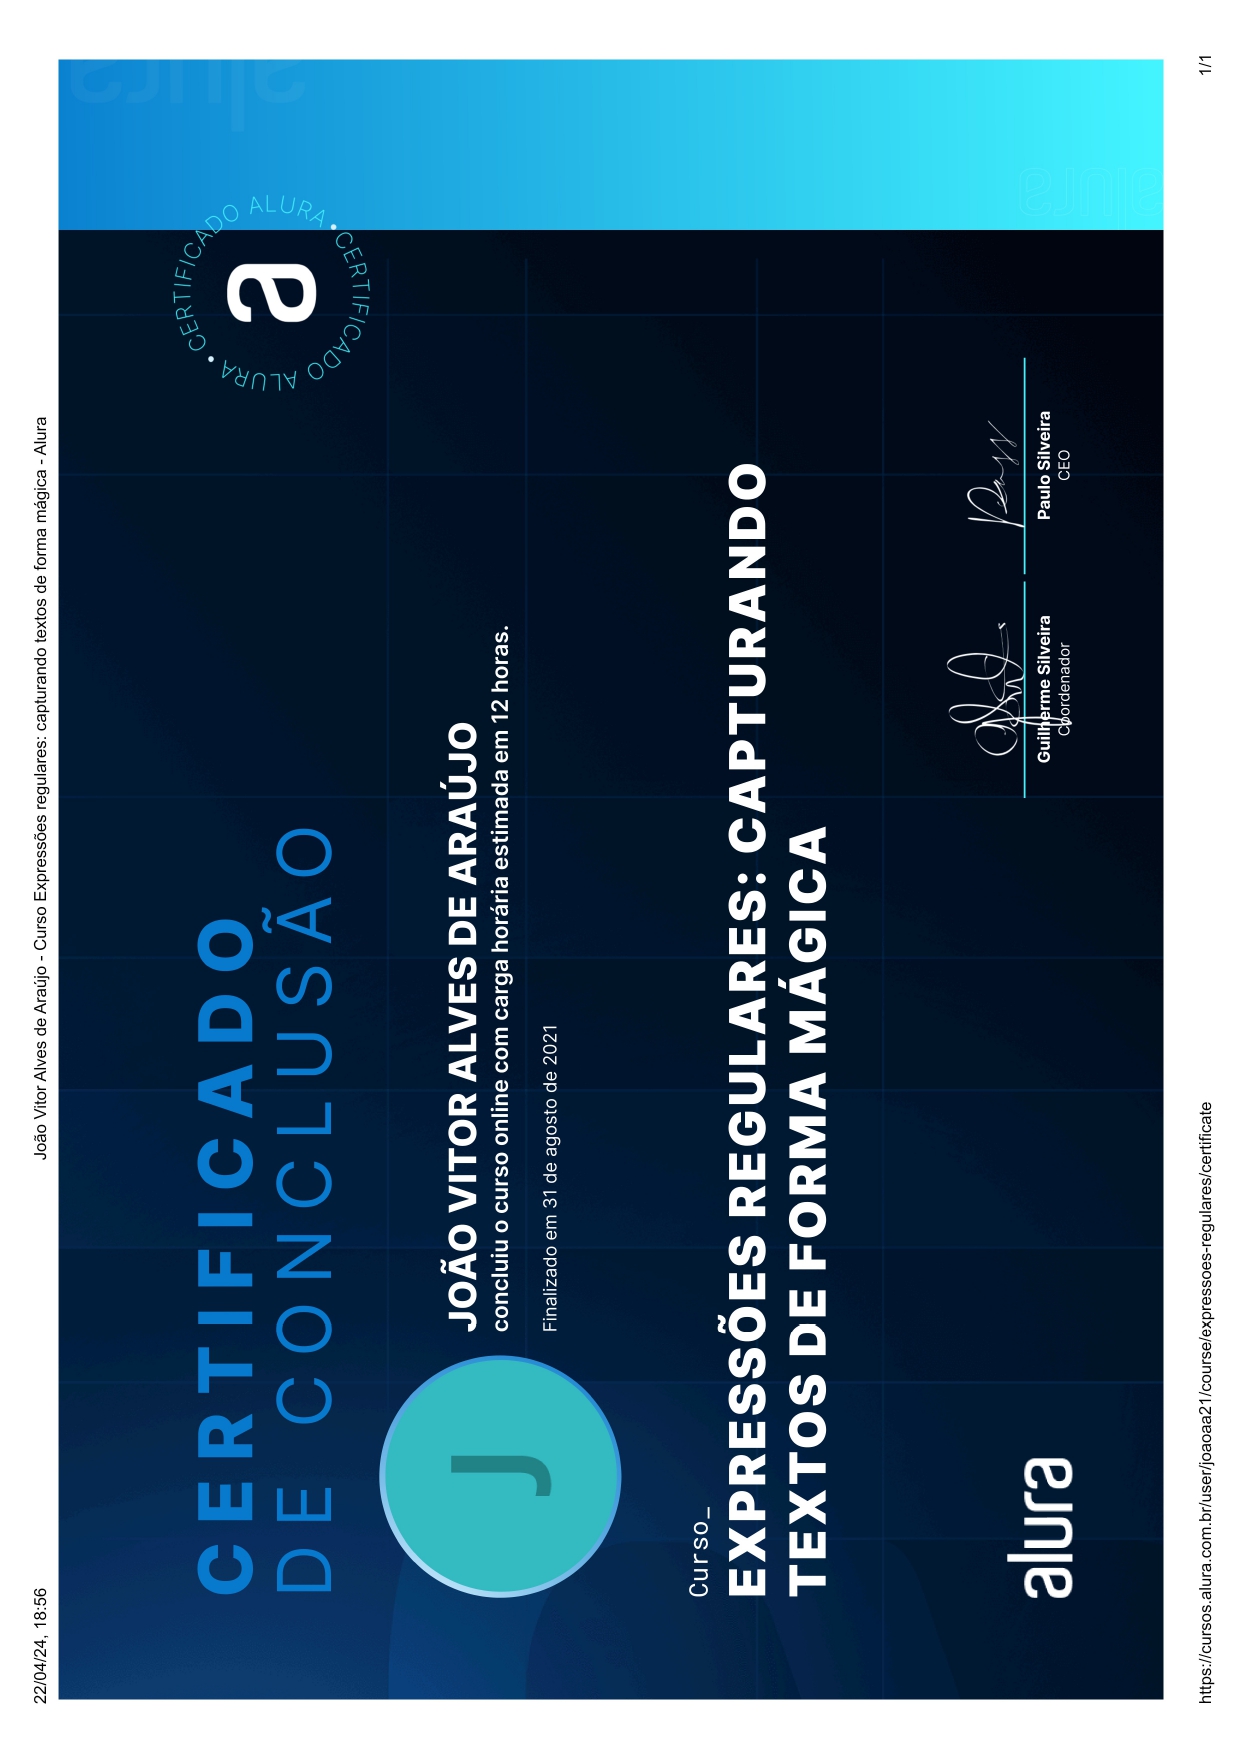 22/04/24, 18:56
João Vitor Alves de Araújo - Curso Expressões regulares: capturando textos de forma mágica - Alura
CERTIFICADO
DE CONCLUSÃO
a
CERTIFICADO ALURA • CERTIFICADO ALURA •
J
JOÃO VITOR ALVES DE ARAÚJO
concluiu o curso online com carga horária estimada em 12 horas.
Finalizado em 31 de agosto de 2021
Curso_
EXPRESSÕES REGULARES: CAPTURANDO
TEXTOS DE FORMA MÁGICA
alura
Guilherme Silveira
Coordenador
Paulo Silveira
CEO
alura
alura
https://cursos.alura.com.br/user/joaoaa21/course/expressoes-regulares/certificate
1/1